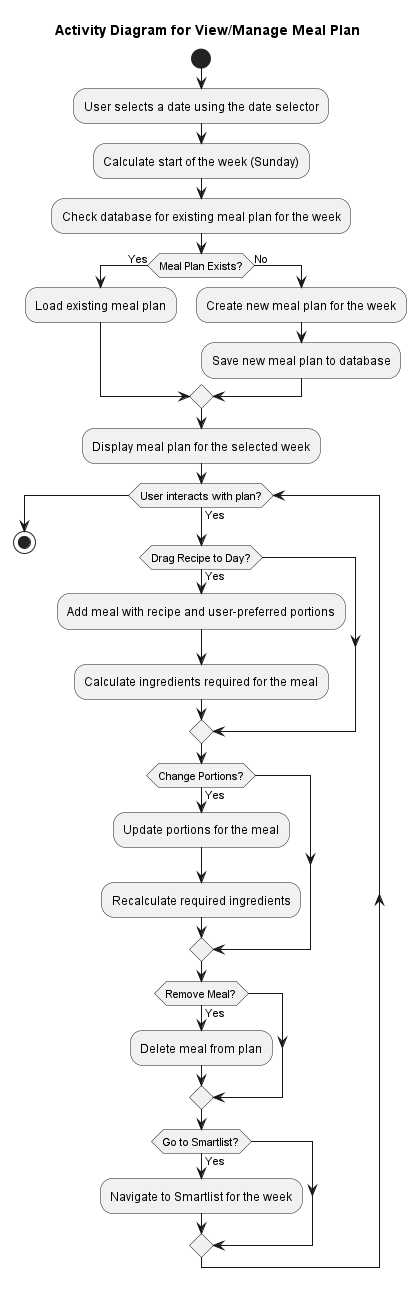 Activity Diagram for View/Manage Meal Plan
User selects a date using the date selector
Calculate start of the week (Sunday)
Check database for existing meal plan for the week
Yes
Meal Plan Exists?
No
Load existing meal plan
Create new meal plan for the week
Save new meal plan to database
Display meal plan for the selected week
User interacts with plan?
Yes
Drag Recipe to Day?
Yes
Add meal with recipe and user-preferred portions
Calculate ingredients required for the meal
Change Portions?
Yes
Update portions for the meal
Recalculate required ingredients
Remove Meal?
Yes
Delete meal from plan
Go to Smartlist?
Yes
Navigate to Smartlist for the week